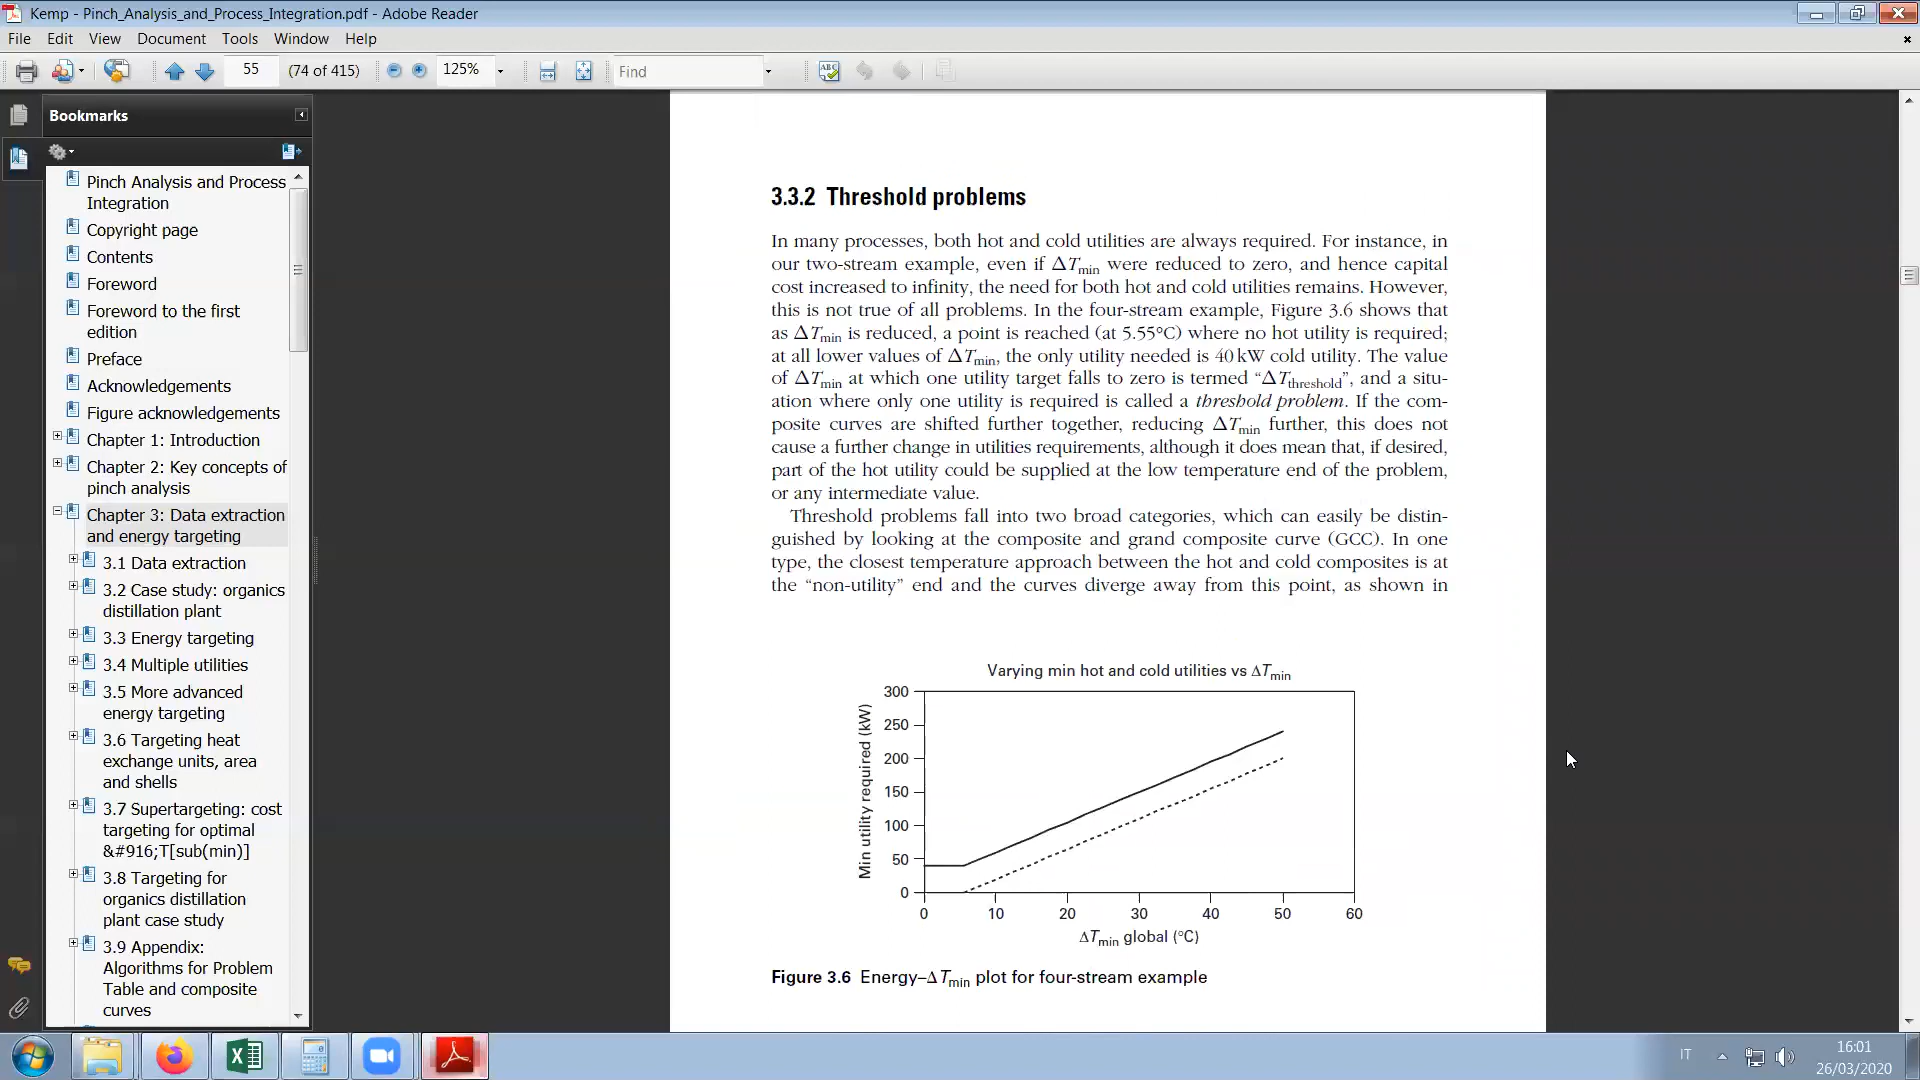 Kemp - Pinch_Analysis_and_Process_Integration.pdf - Adobe Reader
File Edit View Document Tools Window Help
55 (74 of 415) 125% Find
Bookmarks
Pinch Analysis and Process
Integration
Copyright page
Contents
Foreword
Foreword to the first
edition
Preface
Acknowledgements
Figure acknowledgements
Chapter 1: Introduction
Chapter 2: Key concepts of
pinch analysis
Chapter 3: Data extraction
and energy targeting
3.1 Data extraction
3.2 Case study: organics
distillation plant
3.3 Energy targeting
3.4 Multiple utilities
3.5 More advanced
energy targeting
3.6 Targeting heat
exchange units, area
and shells
3.7 Supertargeting: cost
targeting for optimal
&#916;T[sub(min)]
3.8 Targeting for
organics distillation
plant case study
3.9 Appendix:
Algorithms for Problem
Table and composite
curves
3.3.2 Threshold problems
In many processes, both hot and cold utilities are always required. For instance, in
our two-stream example, even if ΔTmin were reduced to zero, and hence capital
cost increased to infinity, the need for both hot and cold utilities remains. However,
this is not true of all problems. In the four-stream example, Figure 3.6 shows that
as ΔTmin is reduced, a point is reached (at 5.55°C) where no hot utility is required;
at all lower values of ΔTmin, the only utility needed is 40 kW cold utility. The value
of ΔTmin at which one utility target falls to zero is termed “ΔTthreshold”, and a situ-
ation where only one utility is required is called a threshold problem. If the com-
posite curves are shifted further together, reducing ΔTmin further, this does not
cause a further change in utilities requirements, although it does mean that, if desired,
part of the hot utility could be supplied at the low temperature end of the problem,
or any intermediate value.
Threshold problems fall into two broad categories, which can easily be distin-
guished by looking at the composite and grand composite curve (GCC). In one
type, the closest temperature approach between the hot and cold composites is at
the “non-utility” end and the curves diverge away from this point, as shown in
Varying min hot and cold utilities vs ΔTmin
Min utility required (kW)
300
250
200
150
100
50
0
0 10 20 30 40 50 60
ΔTmin global (°C)
Figure 3.6 Energy–ΔTmin plot for four-stream example
IT
16:01
26/03/2020